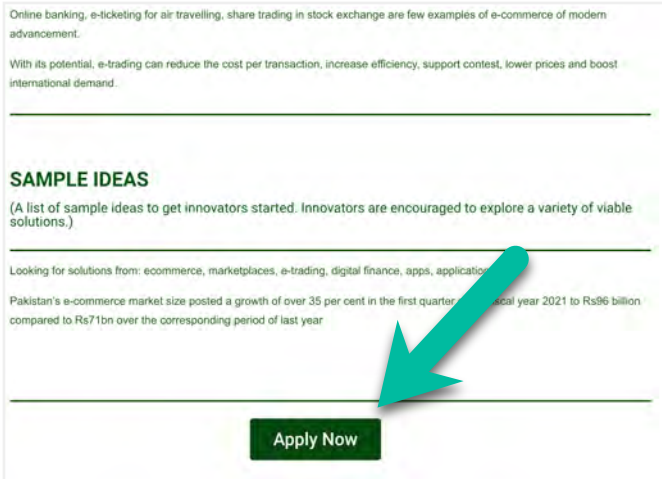 Online banking, e-ticketing for air travelling, share trading in stock exchange are few examples of e-commerce of modern
advancement.
With its potential, e-trading can reduce the cost per transaction, increase efficiency, support contest, lower prices and boost
international demand.
SAMPLE IDEAS
(A list of sample ideas to get innovators started. Innovators are encouraged to explore a variety of viable
solutions.)
Looking for solutions from: ecommerce, marketplaces, e-trading, digital finance, apps,
Pakistan's e-commerce market size posted a growth of over 35 per cent in the first quarter year 2021 to Rs96 billion
compared to Rs71bn over the corresponding period of last year
Apply Now